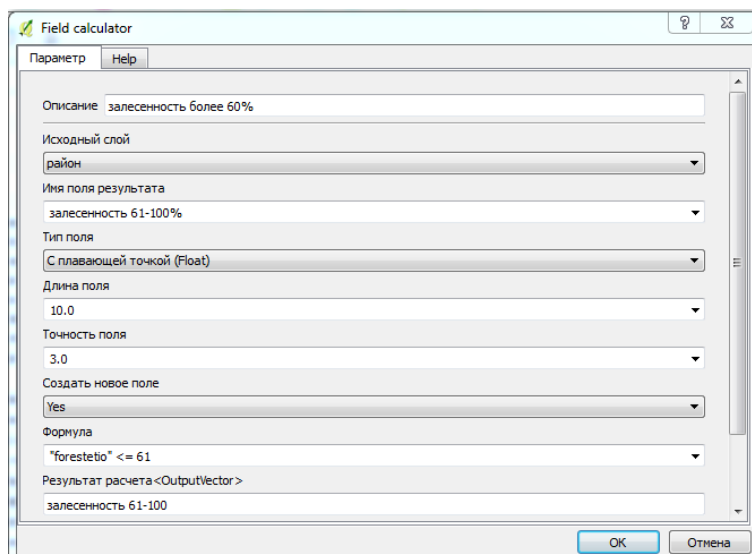 Field calculator
Параметр Help
Описание залесенность более 60%
Исходный слой
район
Имя поля результата
залесенность 61-100%
Тип поля
С плавающей точкой (Float)
Длина поля
10.0
Точность поля
3.0
Создать новое поле
Yes
Формула
"forestetio" <= 61
Результат расчета<OutputVector>
залесенность 61-100
OK Отмена